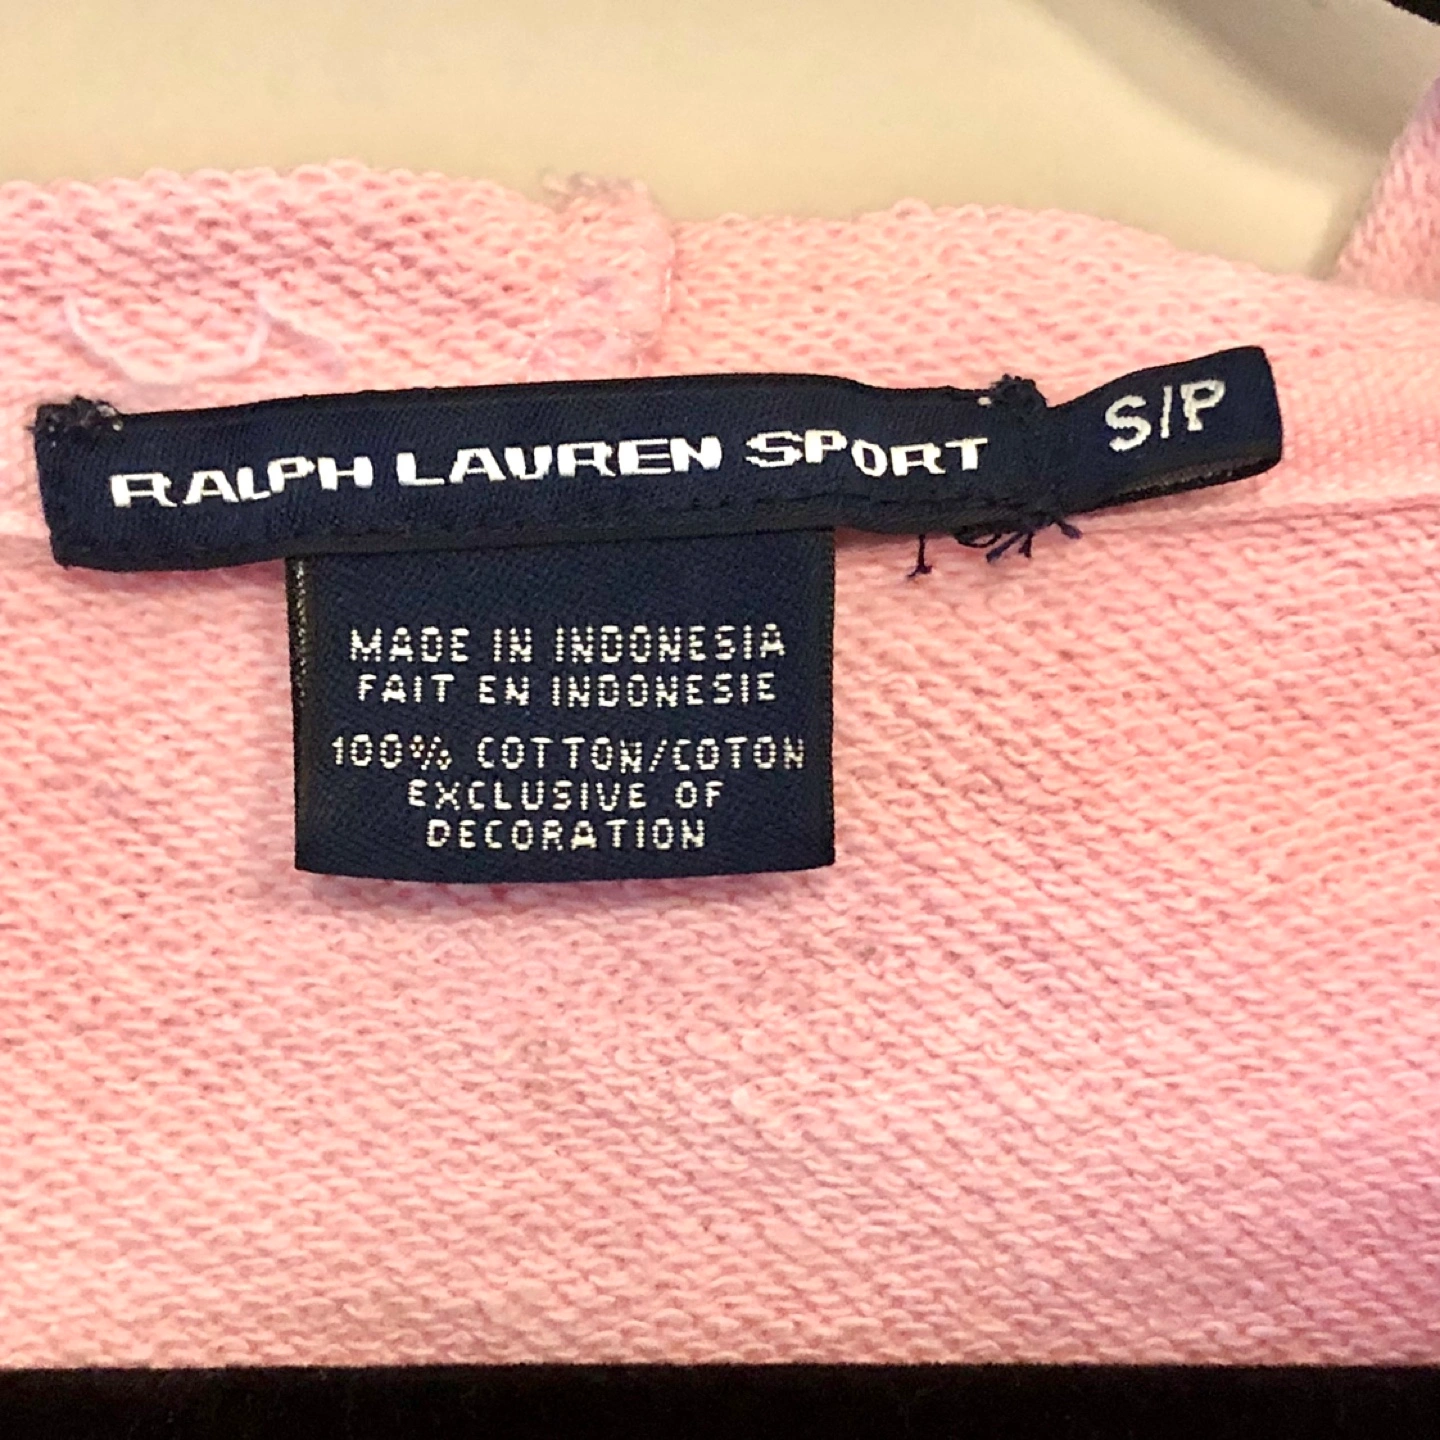 RALPH LAUREN SPORT
S/P
MADE IN INDONESIA
FAIT EN INDONESIE
100% COTTON/COTON
EXCLUSIVE OF
DECORATION